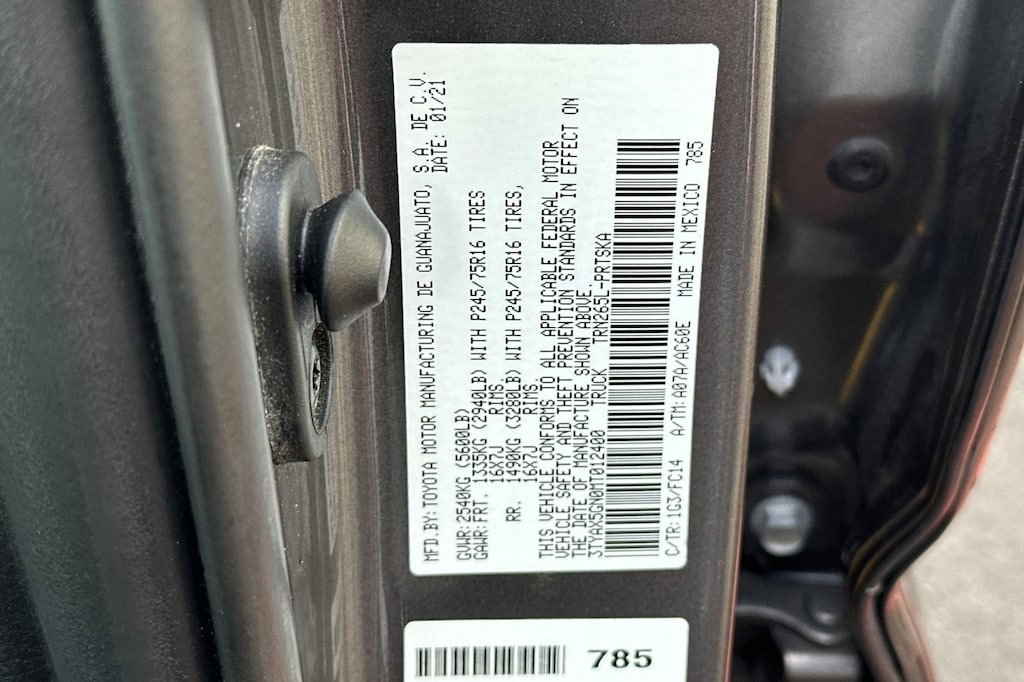 MFD.BY:TOYOTA MOTOR MANUFACTURING DE GUANAJUATO, S.A. DE C.V.
DATE: 01/21
GVWR:2540KG (5600LB)
GAWR:FRT. 1335KG (2940LB) WITH P245/75R16 TIRES
16X7J RIMS.
RR. 1490KG (3280LB) WITH P245/75R16 TIRES,
16X7J RIMS.
THIS VEHICLE CONFORMS TO ALL APPLICABLE FEDERAL MOTOR
VEHICLE SAFETY AND THEFT PREVENTION STANDARDS IN EFFECT ON
THE DATE OF MANUFACTURE SHOWN ABOVE.
3TYAX5GN0MT012400 TRUCK TRN265L-PRTSKA
C/TR:1G3/FC14 A/TM:A07A/AC60E MADE IN MEXICO 785
785